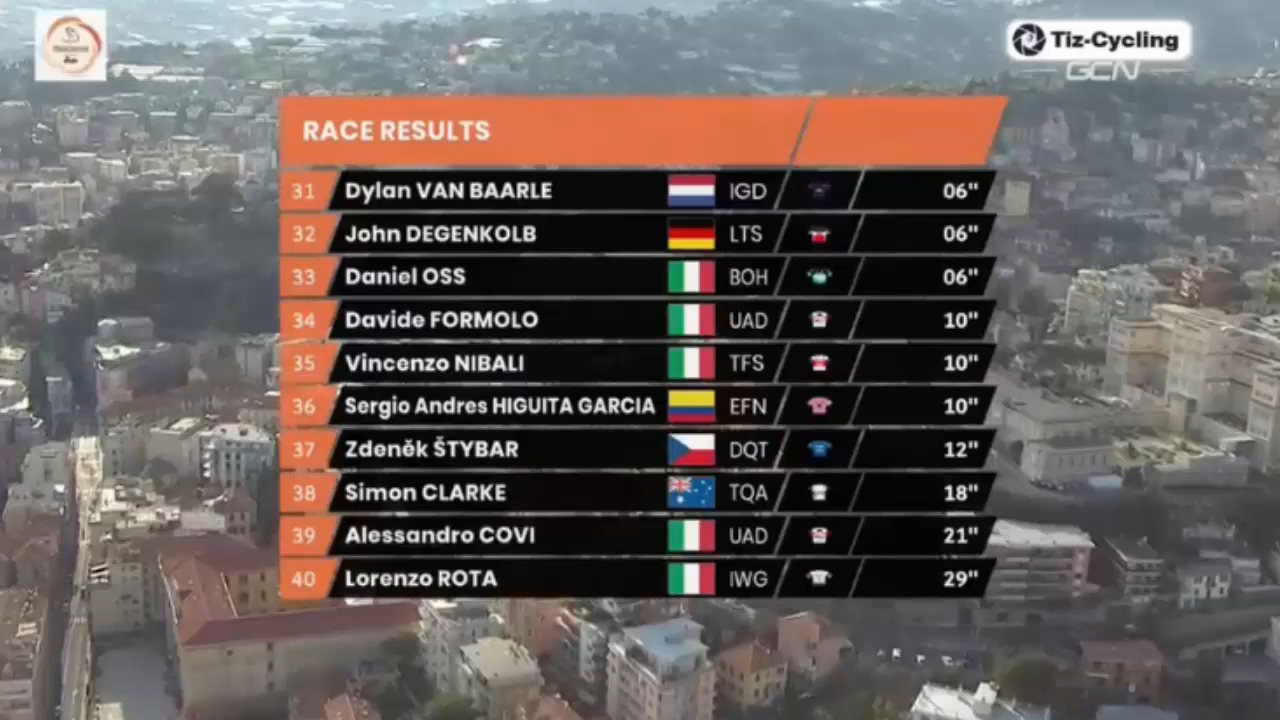 Tiz-Cycling
GCN
RACE RESULTS
31 Dylan VAN BAARLE IGD 06"
32 John DEGENKOLB LTS 06"
33 Daniel OSS BOH 06"
34 Davide FORMOLO UAD 10"
35 Vincenzo NIBALI TFS 10"
36 Sergio Andres HIGUITA GARCIA EFN 10"
37 Zdeněk ŠTYBAR DQT 12"
38 Simon CLARKE TQA 18"
39 Alessandro COVI UAD 21"
40 Lorenzo ROTA IWG 29"